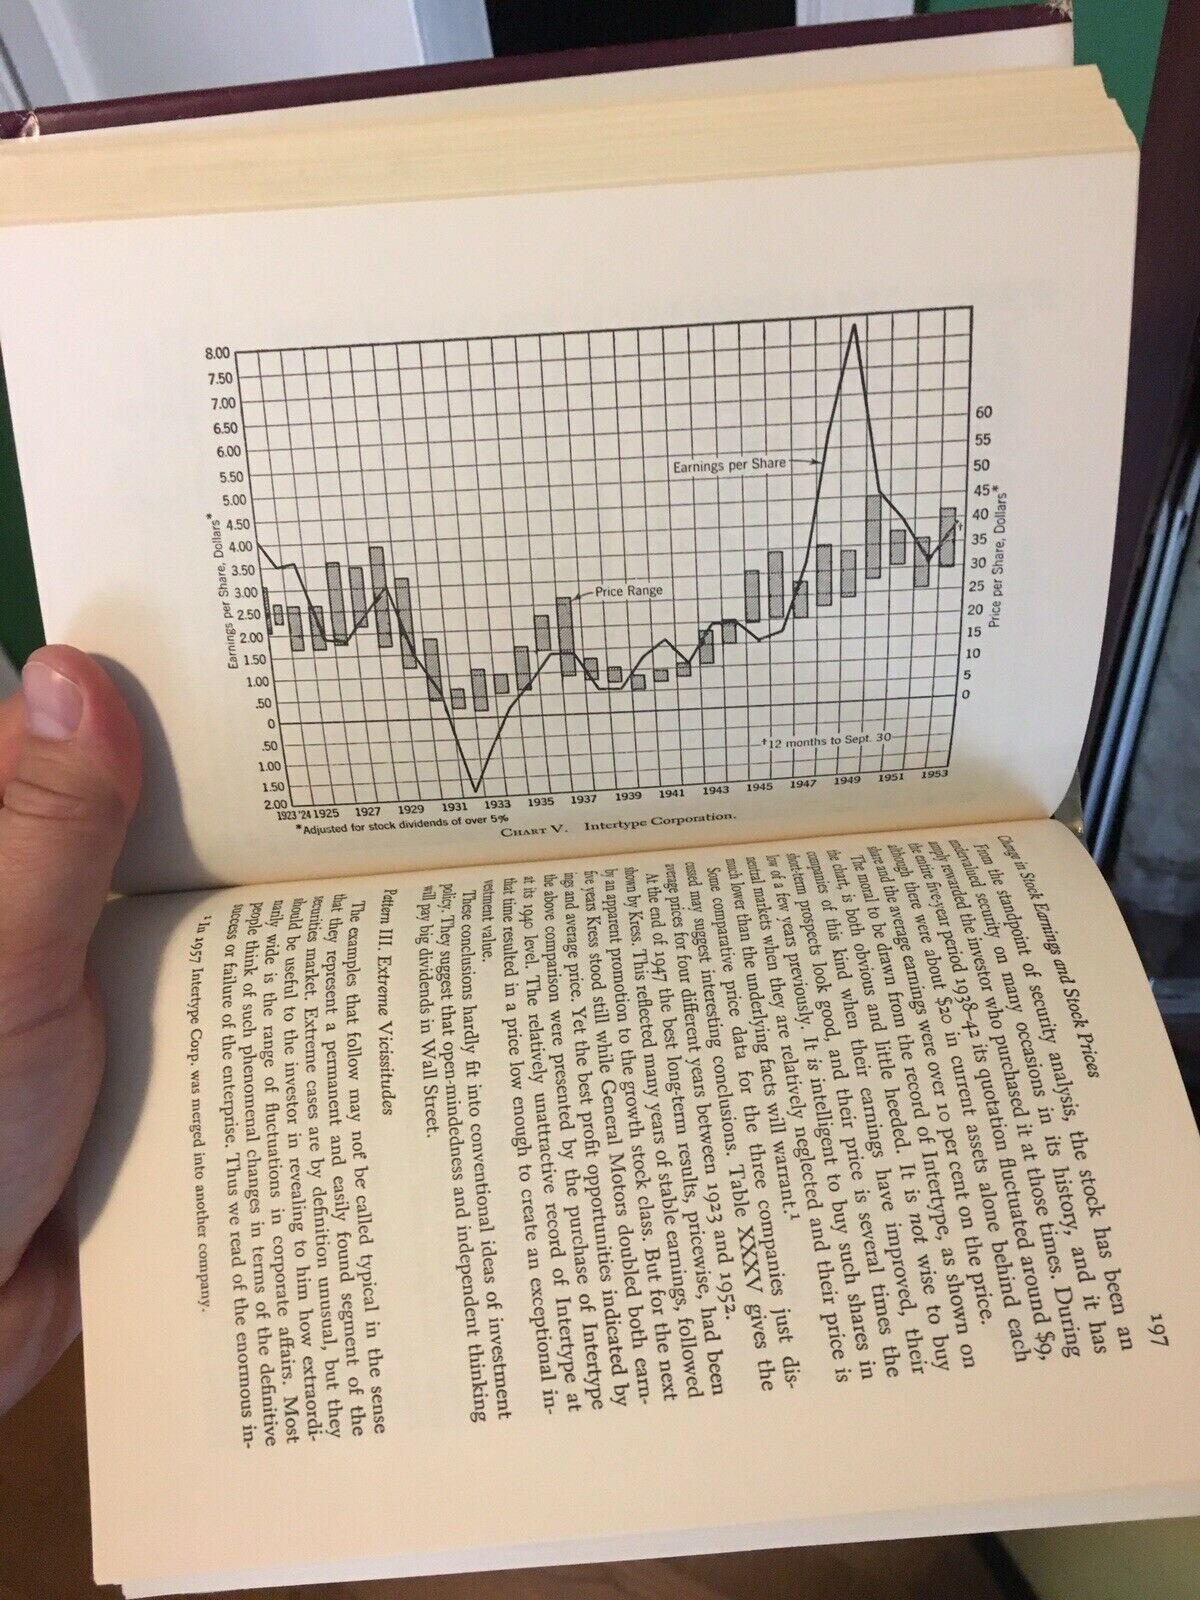 8.00
7.50
7.00
6.50
6.00
5.50
5.00
4.50
4.00
3.50
3.00
2.50
2.00
1.50
1.00
.50
0
.50
1.00
1.50
2.00
Earnings per Share, Dollars*
60
55
50
45
40
35
30
25
20
15
10
5
0
Price per Share, Dollars*
Earnings per Share
Price Range
†
†12 months to Sept. 30
1923 '24 1925 1927 1929 1931 1933 1935 1937 1939 1941 1943 1945 1947 1949 1951 1953
*Adjusted for stock dividends of over 5%
CHART V. Intertype Corporation.
Change in Stock Earnings and Stock Prices 197
From the standpoint of security analysis, the stock has been an
undervalued security on many occasions in its history, and it has
amply rewarded the investor who purchased it at those times. During
the entire five-year period 1938–42 its quotation fluctuated around $9,
although there were about $20 in current assets alone behind each
share and the average earnings were over 10 per cent on the price.
The moral to be drawn from the record of Intertype, as shown on
the chart, is both obvious and little heeded. It is not wise to buy
companies of this kind when their earnings have improved, their
short-term prospects look good, and their price is several times the
low of a few years previously. It is intelligent to buy such shares in
neutral markets when they are relatively neglected and their price is
much lower than the underlying facts will warrant.1
Some comparative price data for the three companies just dis-
cussed may suggest interesting conclusions. Table XXXV gives the
average prices for four different years between 1923 and 1952.
At the end of 1947 the best long-term results, pricewise, had been
shown by Kress. This reflected many years of stable earnings, followed
by an apparent promotion to the growth stock class. But for the next
five years Kress stood still while General Motors doubled both earn-
ings and average price. Yet the best profit opportunities indicated by
the above comparison were presented by the purchase of Intertype
at its 1940 level. The relatively unattractive record of Intertype at
that time resulted in a price low enough to create an exceptional in-
vestment value.
These conclusions hardly fit into conventional ideas of investment
policy. They suggest that open-mindedness and independent thinking
will pay big dividends in Wall Street.
Pattern III. Extreme Vicissitudes
The examples that follow may not be called typical in the sense
that they represent a permanent and easily found segment of the
securities market. Extreme cases are by definition unusual, but they
should be useful to the investor in revealing to him how extraordi-
narily wide is the range of fluctuations in corporate affairs. Most
people think of such phenomenal changes in terms of the definitive
success or failure of the enterprise. Thus we read of the enormous in-
1 In 1957 Intertype Corp. was merged into another company.